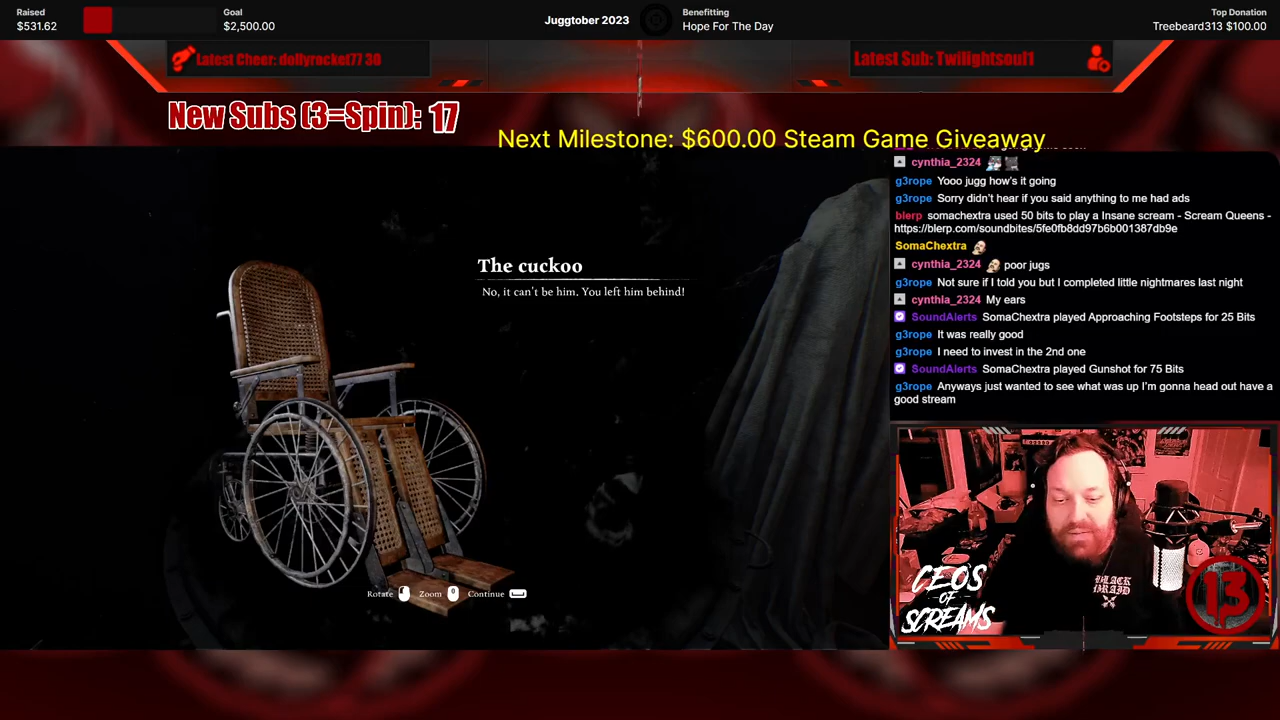 Raised
$531.62
Goal
$2,500.00
Juggtober 2023
Benefitting
Hope For The Day
Top Donation
Treebeard313 $100.00
Latest Cheer: dollyrocket77 30
Latest Sub: Twilightsoul1
New Subs (3=Spin): 17
Next Milestone: $600.00 Steam Game Giveaway
cynthia_2324
g3rope Yooo jugg how's it going
g3rope Sorry didn't hear if you said anything to me had ads
blerp somachextra used 50 bits to play a Insane scream - Scream Queens -
https://blerp.com/soundbites/5fe0fb8dd97b6b001387db9e
SomaChextra
cynthia_2324 poor jugs
g3rope Not sure if I told you but I completed little nightmares last night
cynthia_2324 My ears
SoundAlerts SomaChextra played Approaching Footsteps for 25 Bits
g3rope It was really good
g3rope I need to invest in the 2nd one
SoundAlerts SomaChextra played Gunshot for 75 Bits
g3rope Anyways just wanted to see what was up I'm gonna head out have a
good stream
The cuckoo
No, it can't be him. You left him behind!
Rotate Zoom Continue
CEOS
OF
SCREAMS
BLACK
BRAID
13